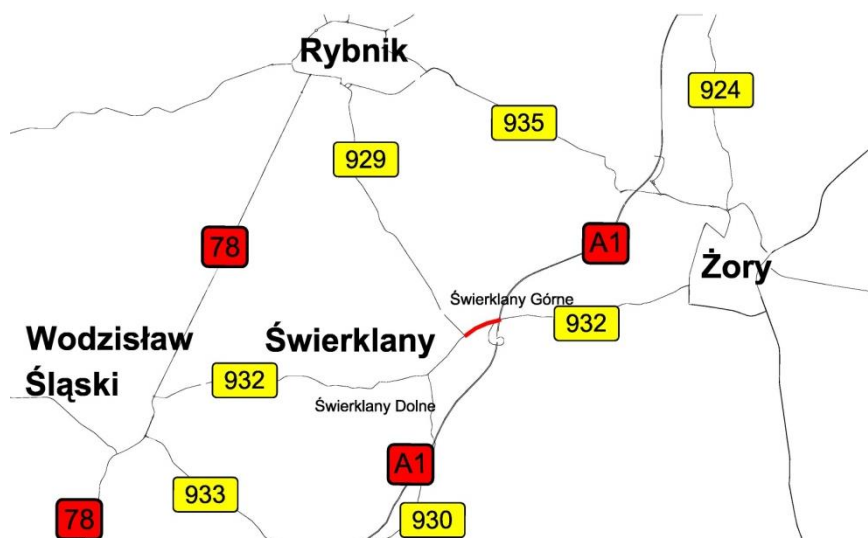 Rybnik
924
935
929
78
A1
Żory
Świerklany Górne
932
Wodzisław
Śląski
Świerklany
932
Świerklany Dolne
A1
933
78
930